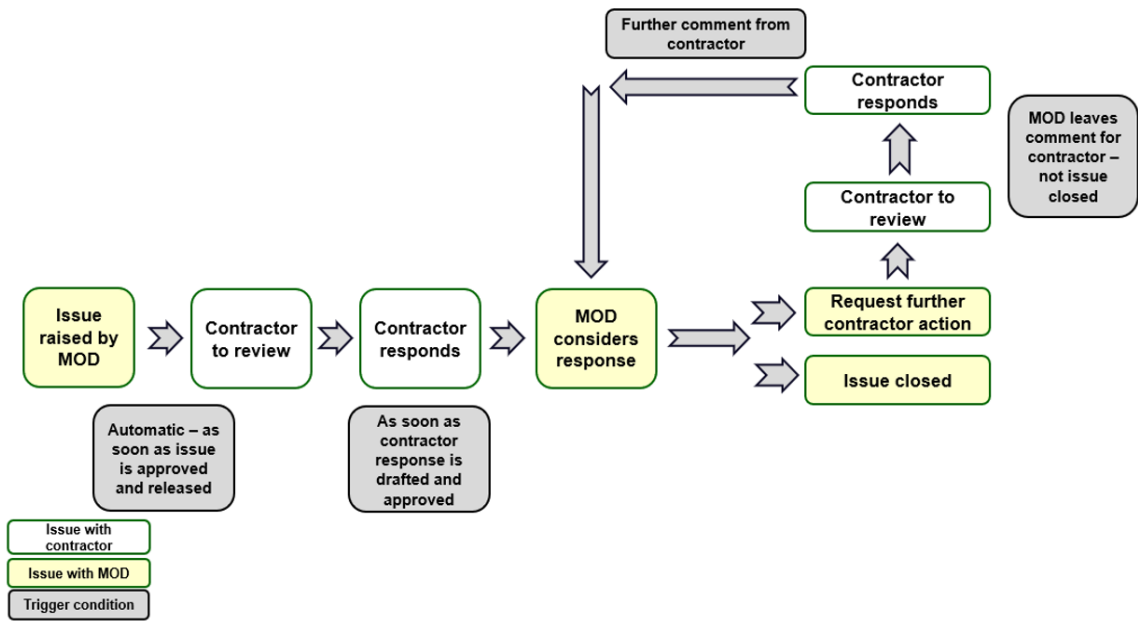 Further comment from
contractor
Contractor
responds
MOD leaves
comment for
contractor –
not issue
closed
Contractor to
review
Issue
raised by
MOD
Contractor
to review
Contractor
responds
MOD
considers
response
Request further
contractor action
Issue closed
Automatic – as
soon as issue
is approved
and released
As soon as
contractor
response is
drafted and
approved
Issue with
contractor
Issue with MOD
Trigger condition